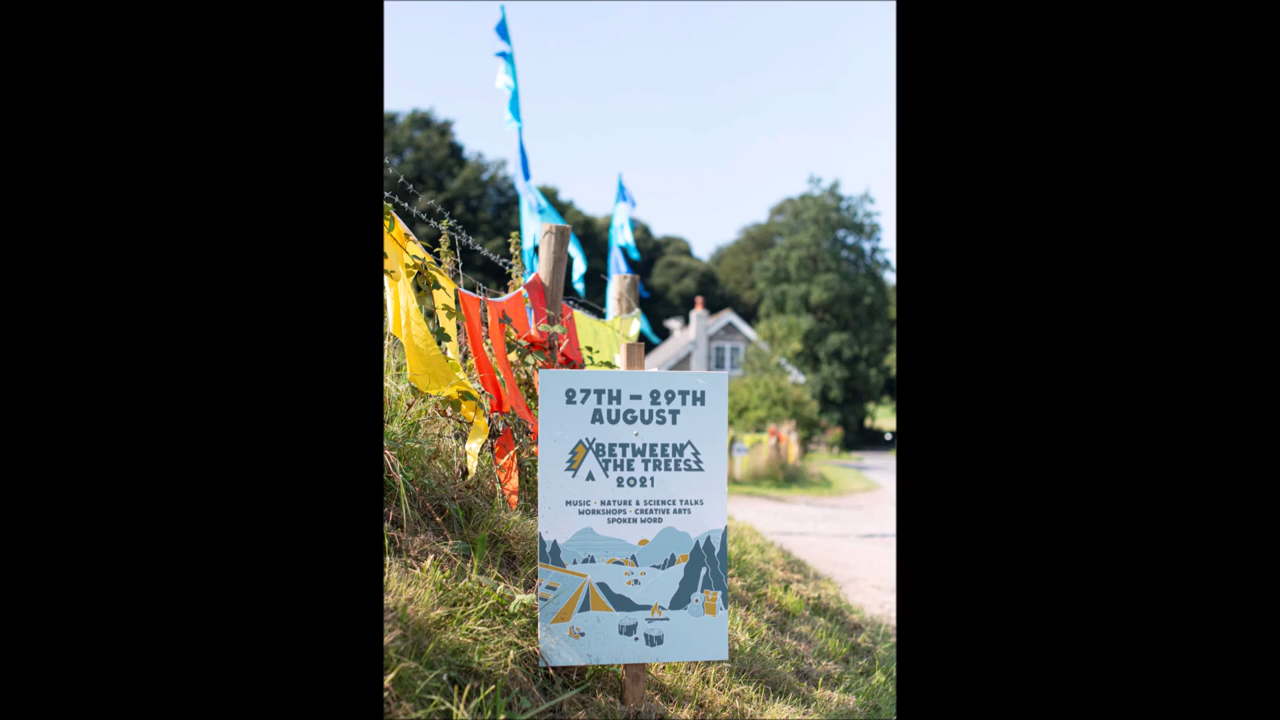 27TH – 29TH
AUGUST
BETWEEN
THE TREES
2021
MUSIC · NATURE & SCIENCE TALKS
WORKSHOPS · CREATIVE ARTS
SPOKEN WORD